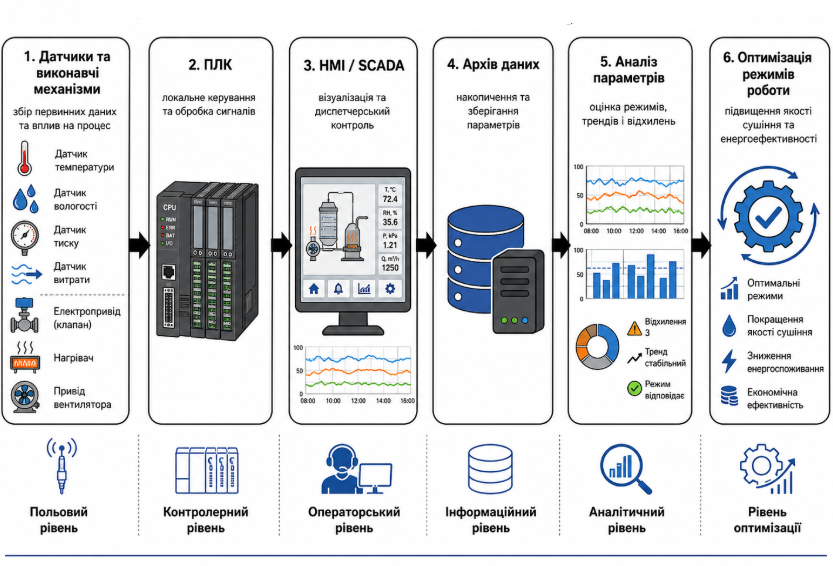 1. Датчики та
виконавчі
механізми
збір первинних даних
та вплив на процес
Датчик
температури
Датчик
вологості
Датчик
тиску
Датчик
витрати
Електропривід
(клапан)
Нагрівач
Привід
вентилятора
2. ПЛК
локальне керування
та обробка сигналів
CPU
RUN
ERR
BAT
I/O
3. HMI / SCADA
візуалізація та
диспетчерський
контроль
T, °C
72.4
RH, %
35.6
P, kPa
1.21
Q, m³/h
1250
100
50
0
08:00 10:00 12:00 14:00 16:00
4. Архів даних
накопичення та
зберігання
параметрів
5. Аналіз
параметрів
оцінка режимів,
трендів і відхилень
100
50
0
08:00 10:00 12:00 14:00 16:00
100
50
0
Відхилення
3
Тренд
стабільний
Режим
відповідає
6. Оптимізація
режимів
роботи
підвищення якості
сушіння та
енергоефективності
Оптимальні
режими
Покращення
якості сушіння
Зниження
енергоспоживання
Економічна
ефективність
Польовий
рівень
Контролерний
рівень
Операторський
рівень
Інформаційний
рівень
Аналітичний
рівень
Рівень
оптимізації